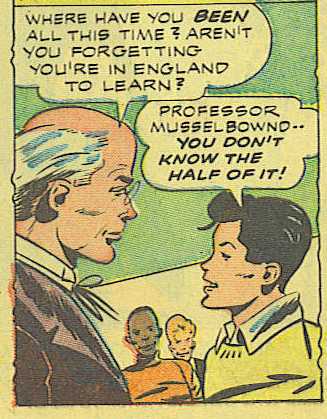 WHERE HAVE YOU BEEN
ALL THIS TIME? AREN'T
YOU FORGETTING
YOU'RE IN ENGLAND
TO LEARN?
PROFESSOR
MUSSELBOWND--
YOU DON'T
KNOW THE
HALF OF IT!